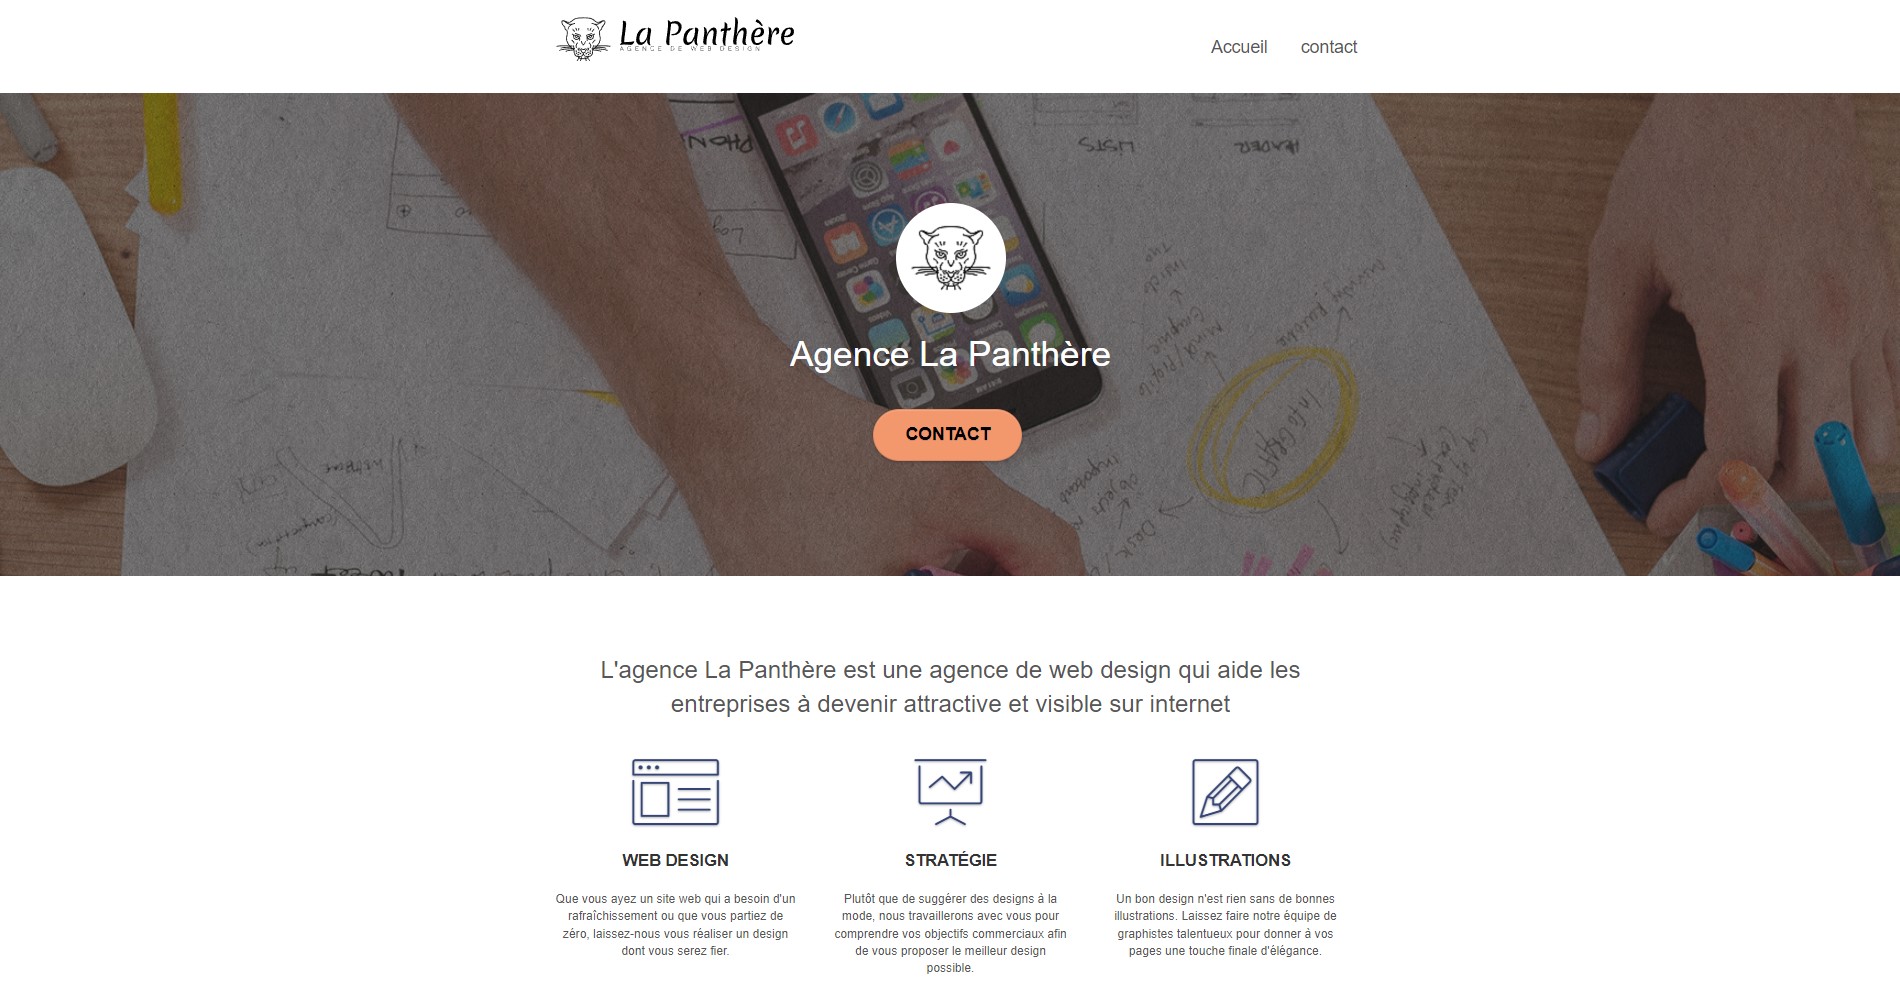 La Panthère
AGENCE DE WEB DESIGN
Accueil contact
PHON
LISTS
HEADER
Agence La Panthère
CONTACT
L'agence La Panthère est une agence de web design qui aide les
entreprises à devenir attractive et visible sur internet
WEB DESIGN
Que vous ayez un site web qui a besoin d'un
rafraîchissement ou que vous partiez de
zéro, laissez-nous vous réaliser un design
dont vous serez fier.
STRATÉGIE
Plutôt que de suggérer des designs à la
mode, nous travaillerons avec vous pour
comprendre vos objectifs commerciaux afin
de vous proposer le meilleur design
possible.
ILLUSTRATIONS
Un bon design n'est rien sans de bonnes
illustrations. Laissez faire notre équipe de
graphistes talentueux pour donner à vos
pages une touche finale d'élégance.